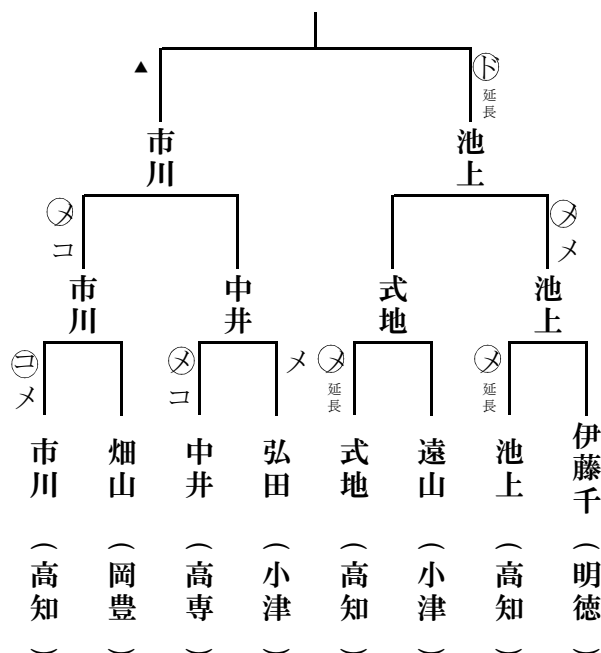 ▲
ド 延長
市川
池上
メ コ
メ メ
市川
中井
式地
池上
コ メ
メ コ
メ
メ 延長
メ 延長
市川（高知）
畑山（岡豊）
中井（高専）
弘田（小津）
式地（高知）
遠山（小津）
池上（高知）
伊藤千（明徳）